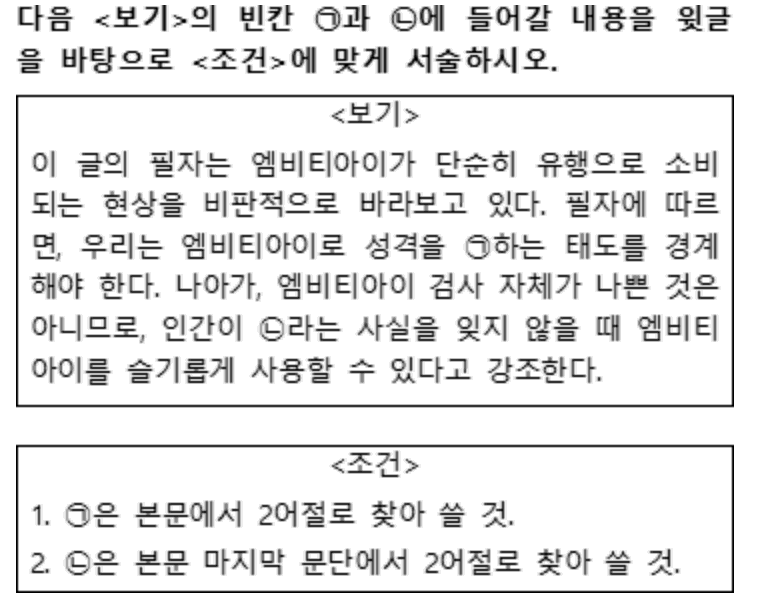 다음 <보기>의 빈칸 ㉠과 ㉡에 들어갈 내용을 윗글
을 바탕으로 <조건>에 맞게 서술하시오.
<보기>
이 글의 필자는 엠비티아이가 단순히 유행으로 소비
되는 현상을 비판적으로 바라보고 있다. 필자에 따르
면, 우리는 엠비티아이로 성격을 ㉠하는 태도를 경계
해야 한다. 나아가, 엠비티아이 검사 자체가 나쁜 것은
아니므로, 인간이 ㉡라는 사실을 잊지 않을 때 엠비티
아이를 슬기롭게 사용할 수 있다고 강조한다.
<조건>
1. ㉠은 본문에서 2어절로 찾아 쓸 것.
2. ㉡은 본문 마지막 문단에서 2어절로 찾아 쓸 것.